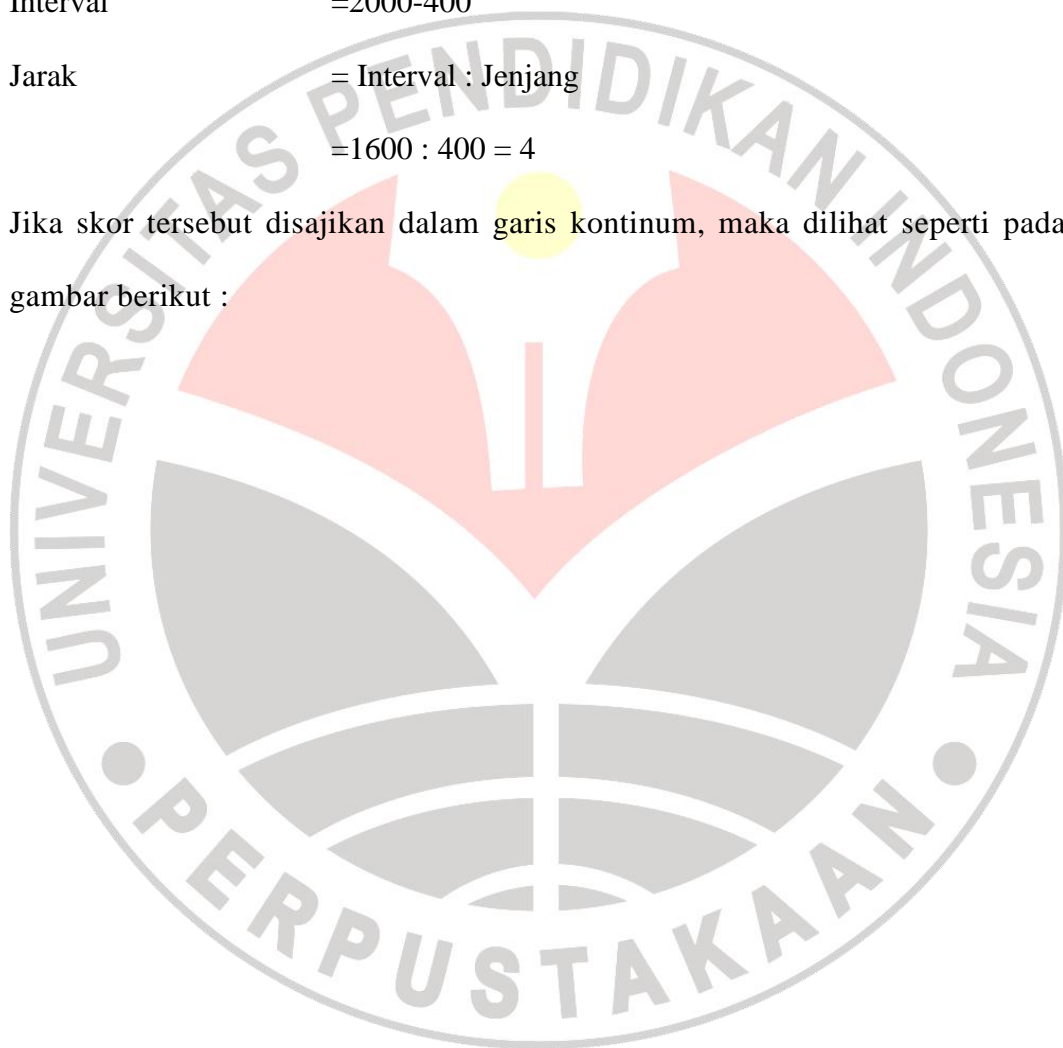 Interval =2000-400
Jarak = Interval : Jenjang
=1600 : 400 = 4
Jika skor tersebut disajikan dalam garis kontinum, maka dilihat seperti pada
gambar berikut :
UNIVERSITAS PENDIDIKAN INDONESIA
PERPUSTAKAAN